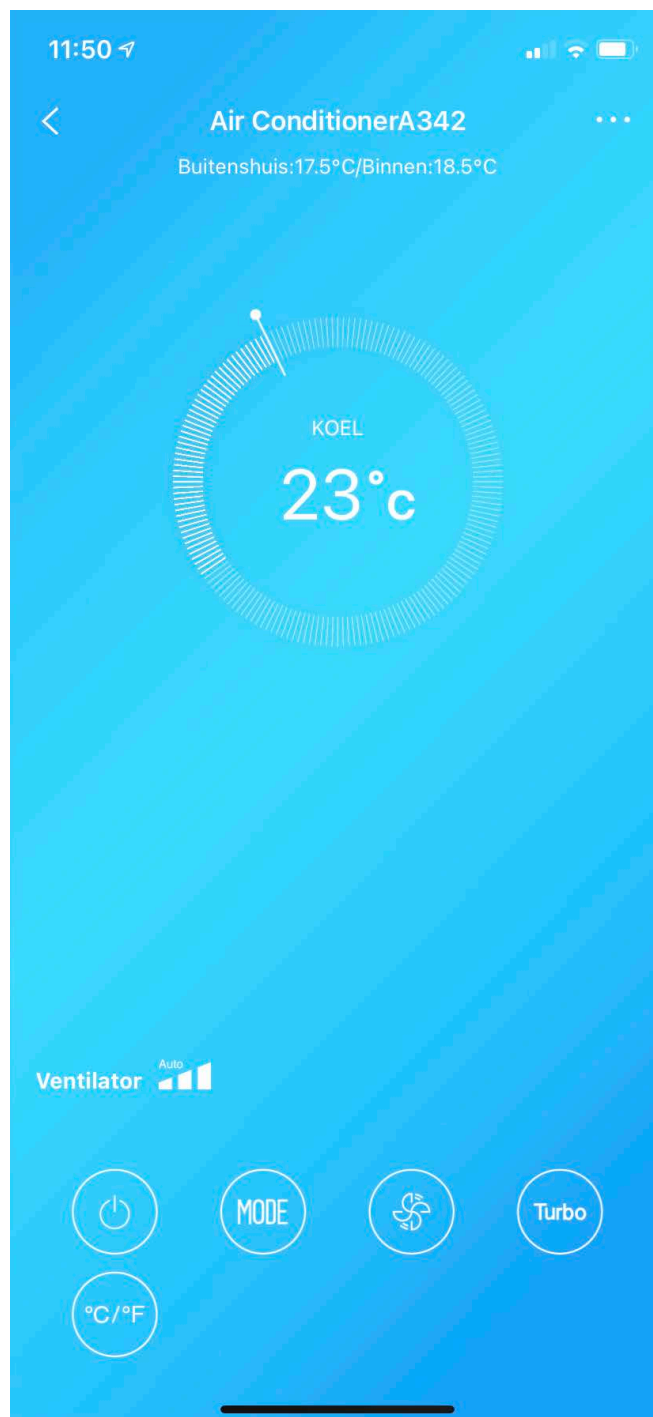 11:50
Air ConditionerA342
Buitenshuis:17.5°C/Binnen:18.5°C
KOEL
23°c
Auto
Ventilator
MODE
Turbo
°C/°F